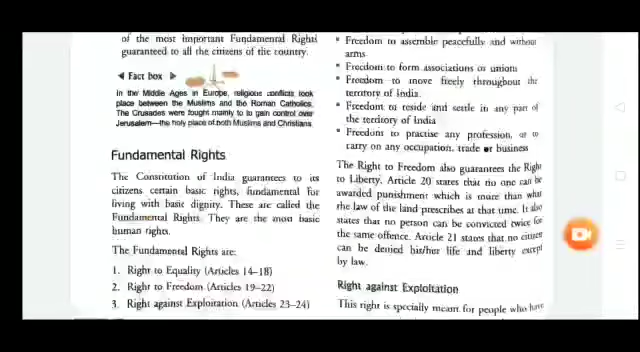 of the most important Fundamental Rights
guaranteed to all the citizens of the country.
Fact box
In the Middle Ages in Europe, religious conflicts took
place between the Muslims and the Roman Catholics.
The Crusades were fought mainly to to gain control over
Jerusalem—the holy place of both Muslims and Christians.
Fundamental Rights
The Constitution of India guarantees to its
citizens certain basic rights, fundamental for
living with basic dignity. These are called the
Fundamental Rights. They are the most basic
human rights.
The Fundamental Rights are:
1. Right to Equality (Articles 14–18)
2. Right to Freedom (Articles 19–22)
3. Right against Exploitation (Articles 23–24)
• Freedom to assemble peacefully and without
arms
• Freedom to form associations or unions
• Freedom to move freely throughout the
territory of India.
• Freedom to reside and settle in any part of
the territory of India
• Freedom to practise any profession, or to
carry on any occupation, trade or business
The Right to Freedom also guarantees the Right
to Liberty. Article 20 states that no one can be
awarded punishment which is more than what
the law of the land prescribes at that time. It also
states that no person can be convicted twice for
the same offence. Article 21 states that no citizen
can be denied his/her life and liberty except
by law.
Right against Exploitation
This right is specially meant for people who have